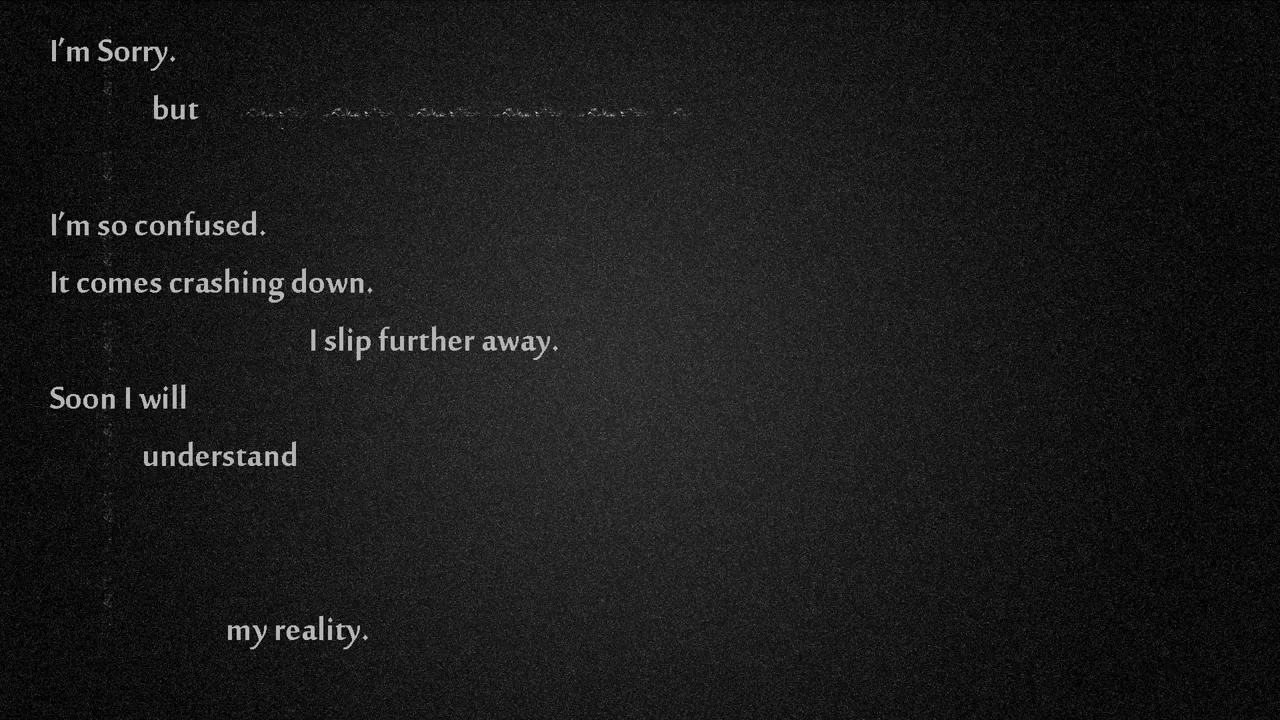 I'm Sorry.
but
I'm so confused.
It comes crashing down.
I slip further away.
Soon I will
understand
my reality.